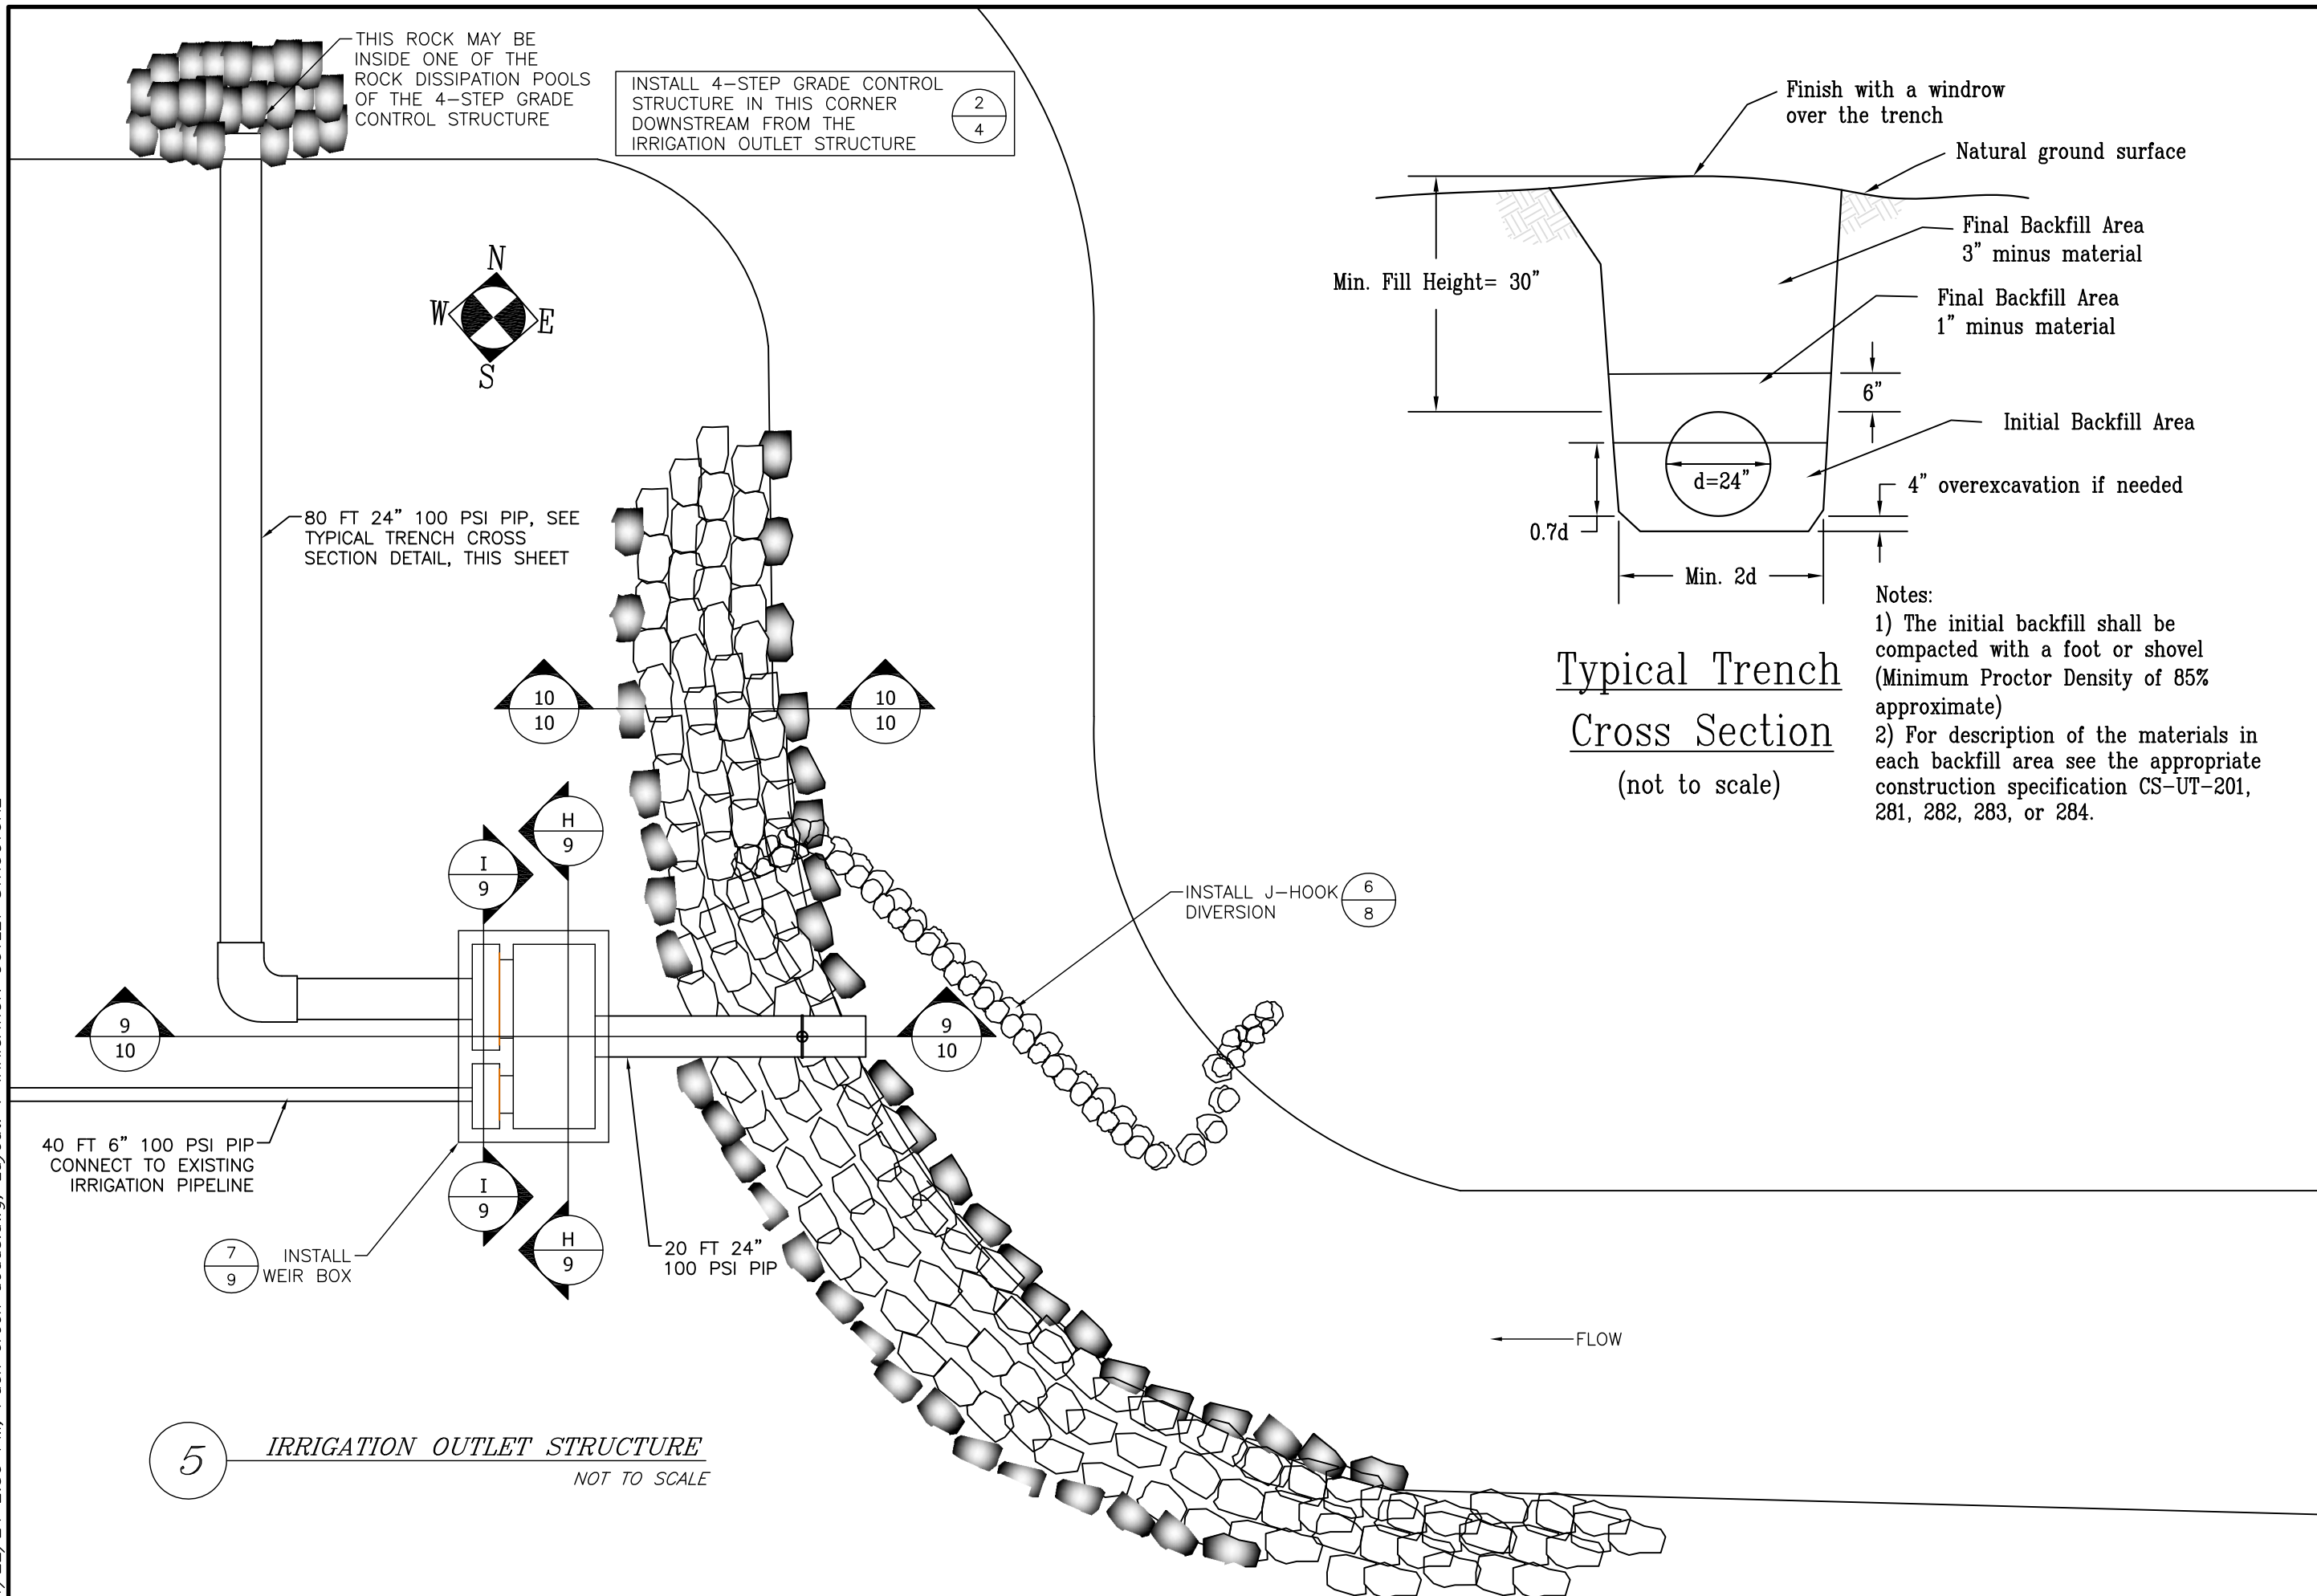 THIS ROCK MAY BE
INSIDE ONE OF THE
ROCK DISSIPATION POOLS
OF THE 4-STEP GRADE
CONTROL STRUCTURE
INSTALL 4-STEP GRADE CONTROL
STRUCTURE IN THIS CORNER
DOWNSTREAM FROM THE
IRRIGATION OUTLET STRUCTURE
2
4
N
W
E
S
80 FT 24" 100 PSI PIP, SEE
TYPICAL TRENCH CROSS
SECTION DETAIL, THIS SHEET
10
10
10
10
H
9
I
9
9
10
9
10
40 FT 6" 100 PSI PIP
CONNECT TO EXISTING
IRRIGATION PIPELINE
I
9
H
9
7
9
INSTALL
WEIR BOX
20 FT 24"
100 PSI PIP
INSTALL J-HOOK
DIVERSION
6
8
FLOW
5
IRRIGATION OUTLET STRUCTURE
NOT TO SCALE
Finish with a windrow
over the trench
Natural ground surface
Final Backfill Area
3" minus material
Min. Fill Height= 30"
Final Backfill Area
1" minus material
6"
Initial Backfill Area
d=24"
4" overexcavation if needed
0.7d
Min. 2d
Typical Trench
Cross Section
(not to scale)
Notes:
1) The initial backfill shall be
compacted with a foot or shovel
(Minimum Proctor Density of 85%
approximate)
2) For description of the materials in
each backfill area see the appropriate
construction specification CS-UT-201,
281, 282, 283, or 284.